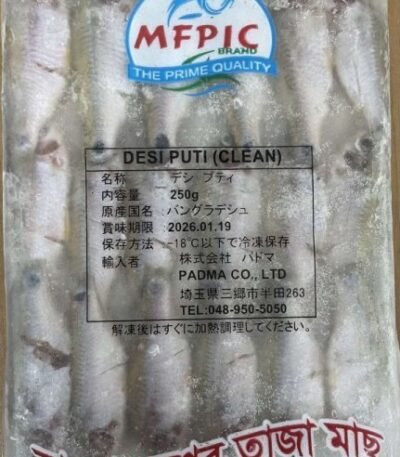 MFPIC
BRAND
THE PRIME QUALITY
DESI PUTI (CLEAN)
名称 デシ プティ
内容量 250g
原産国名 : バングラデシュ
賞味期限 : 2026.01.19
保存方法 : -18℃以下で冷凍保存
輸入者 株式会社 パドマ
PADMA CO., LTD
埼玉県三郷市半田263
TEL:048-950-5050
解凍後はすぐに加熱調理してください。
তাজা মাছ